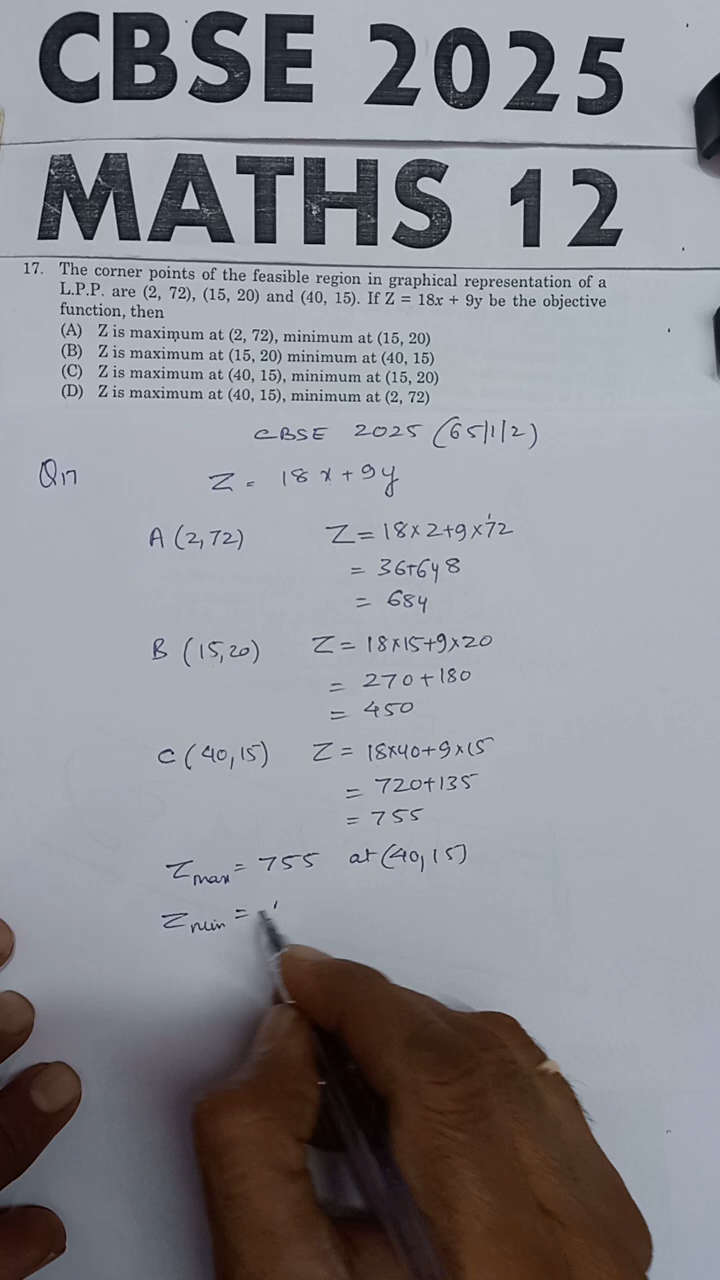 CBSE 2025
MATHS 12
17. The corner points of the feasible region in graphical representation of a
L.P.P. are (2, 72), (15, 20) and (40, 15). If Z = 18x + 9y be the objective
function, then
(A) Z is maximum at (2, 72), minimum at (15, 20)
(B) Z is maximum at (15, 20) minimum at (40, 15)
(C) Z is maximum at (40, 15), minimum at (15, 20)
(D) Z is maximum at (40, 15), minimum at (2, 72)
CBSE 2025 (65/1/2)
Q17 Z = 18x + 9y
A (2,72) Z = 18×2+9×72
= 36+648
= 684
B (15,20) Z = 18×15+9×20
= 270+180
= 450
C (40,15) Z = 18×40+9×15
= 720+135
= 755
Zmax = 755 at (40,15)
Zmin =